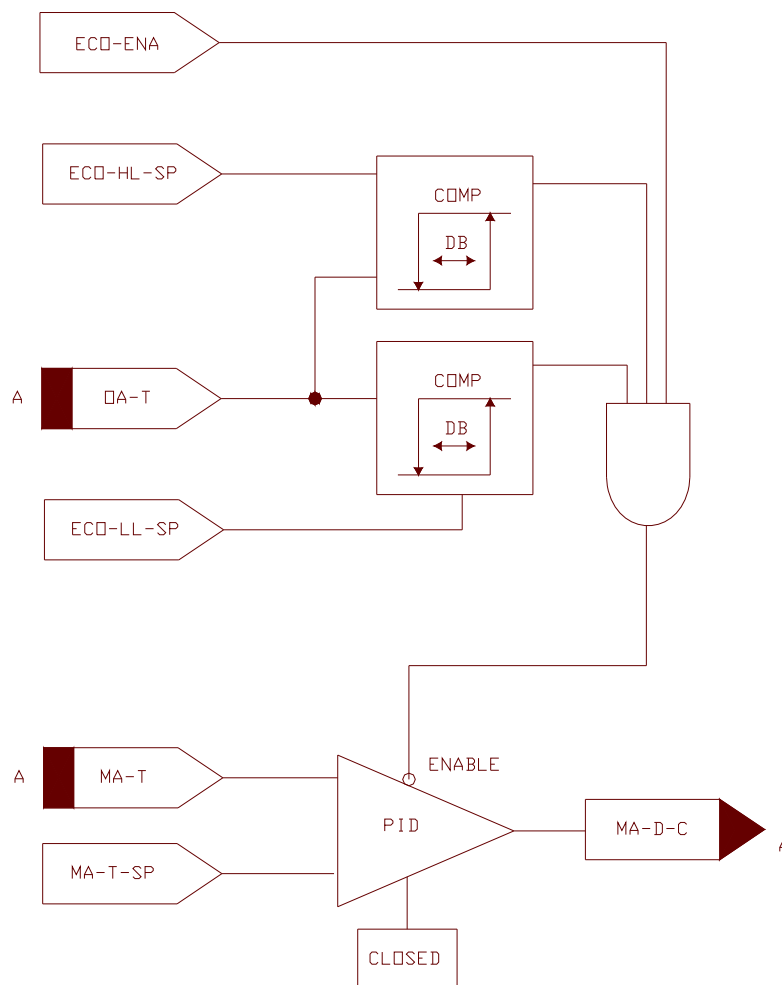 ECO-ENA
ECO-HL-SP
COMP
DB
A
OA-T
COMP
DB
ECO-LL-SP
A
MA-T
ENABLE
PID
MA-D-C
MA-T-SP
CLOSED